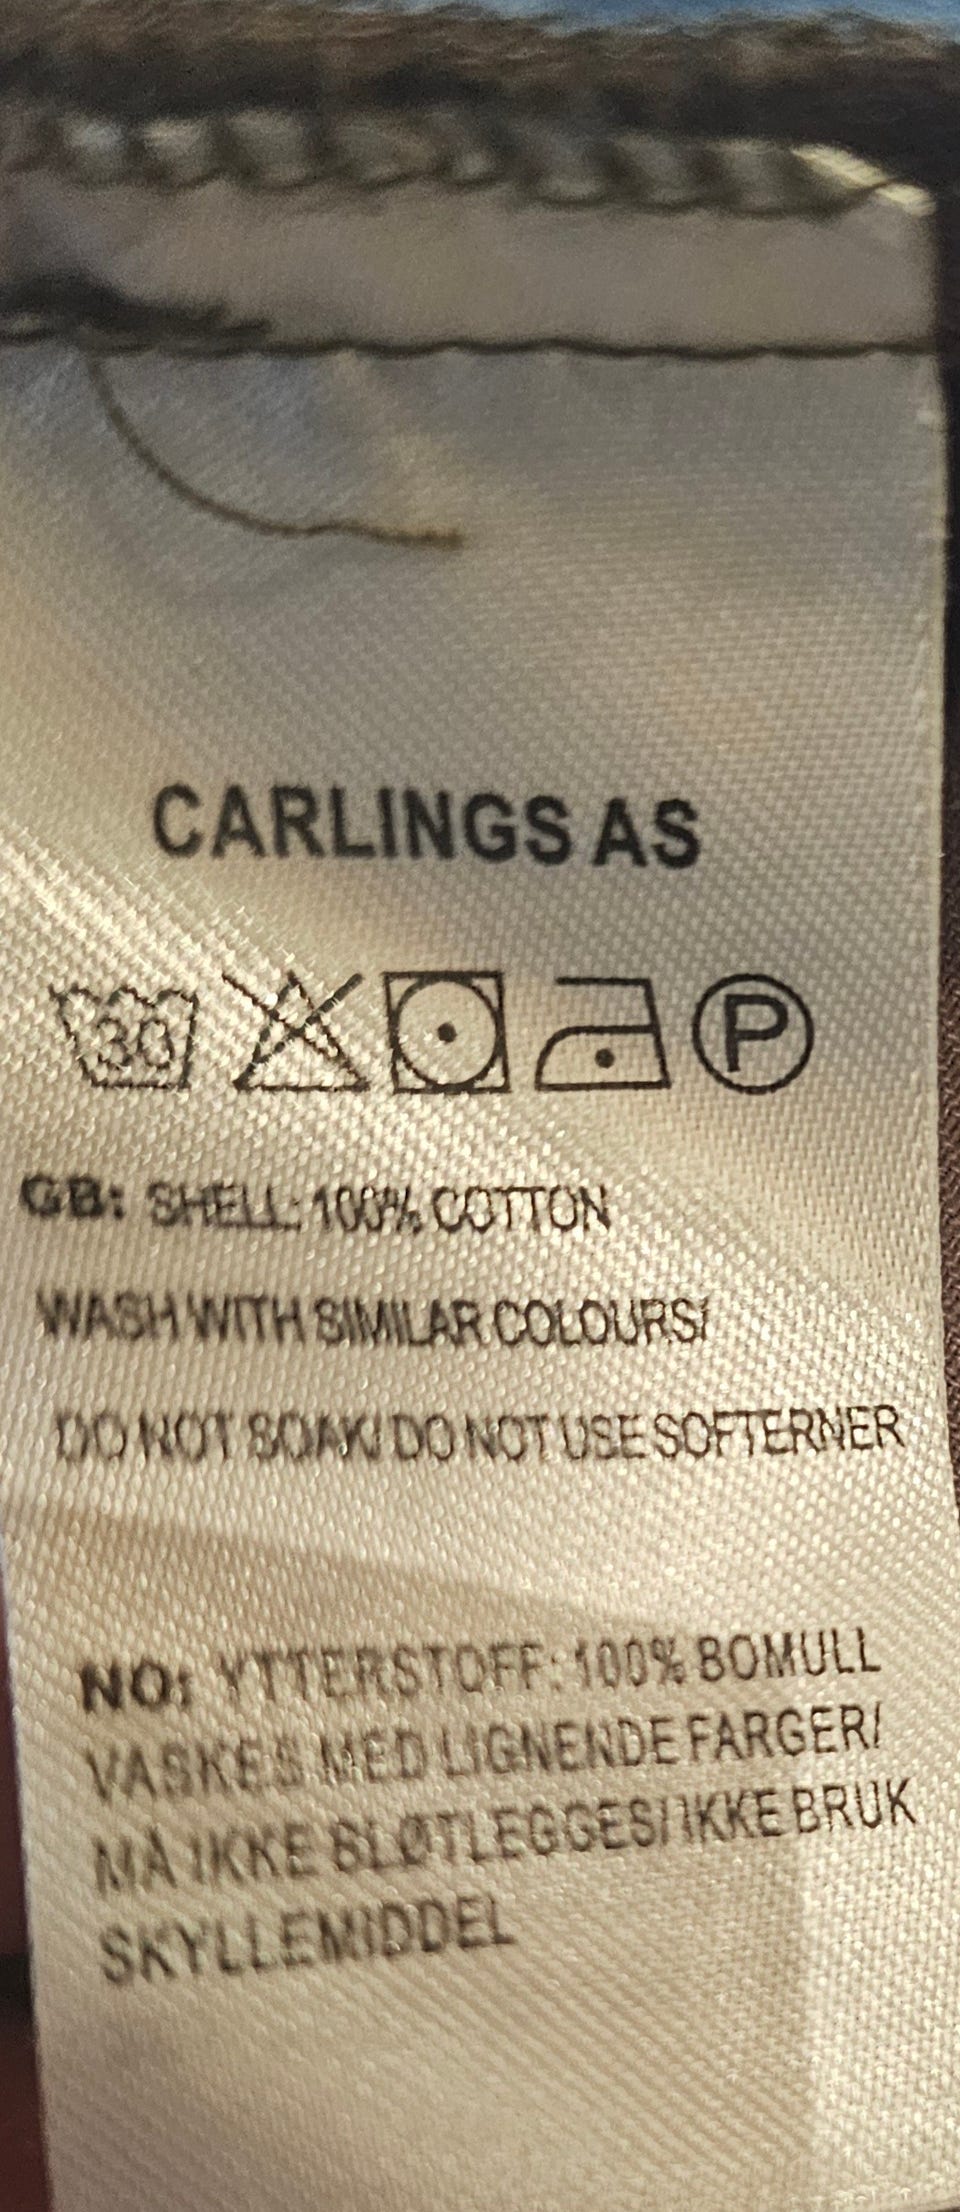 CARLINGS AS
30 P
GB: SHELL: 100% COTTON
WASH WITH SIMILAR COLOURS/
DO NOT SOAK/ DO NOT USE SOFTERNER
NO: YTTERSTOFF: 100% BOMULL
VASKES MED LIGNENDE FARGER/
MÅ IKKE BLØTLEGGES/ IKKE BRUK
SKYLLEMIDDEL